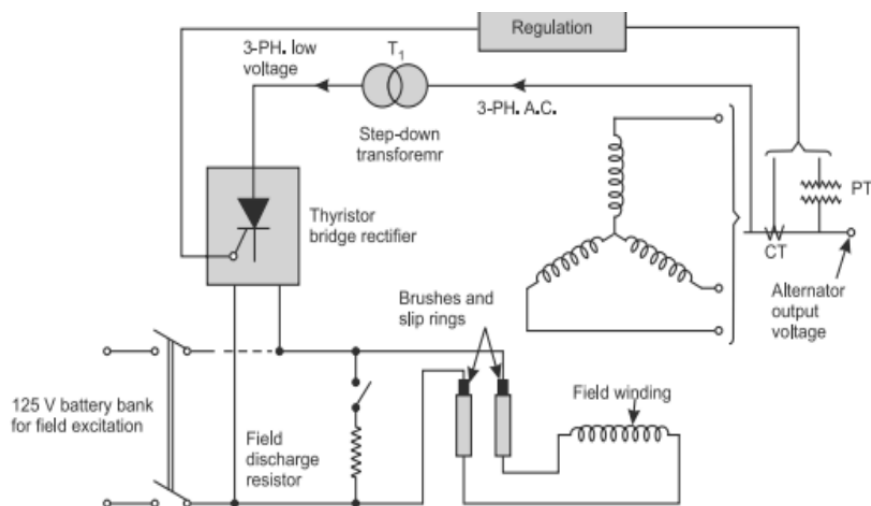 Regulation
3-PH. low
voltage
T1
3-PH. A.C.
Step-down
transforemr
Thyristor
bridge rectifier
PT
CT
Alternator
output
voltage
Brushes and
slip rings
Field winding
125 V battery bank
for field excitation
Field
discharge
resistor